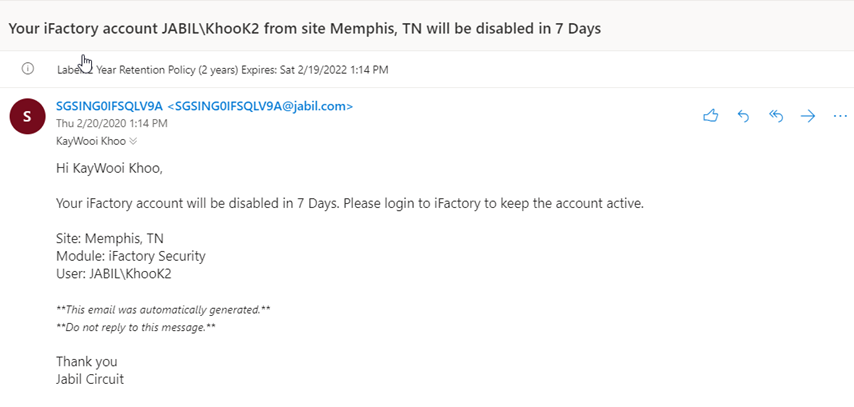 Your iFactory account JABIL\KhooK2 from site Memphis, TN will be disabled in 7 Days
Label: Year Retention Policy (2 years) Expires: Sat 2/19/2022 1:14 PM
S
SGSING0IFSQLV9A <SGSING0IFSQLV9A@jabil.com>
Thu 2/20/2020 1:14 PM
KayWooi Khoo
Hi KayWooi Khoo,
Your iFactory account will be disabled in 7 Days. Please login to iFactory to keep the account active.
Site: Memphis, TN
Module: iFactory Security
User: JABIL\KhooK2
**This email was automatically generated.**
**Do not reply to this message.**
Thank you
Jabil Circuit